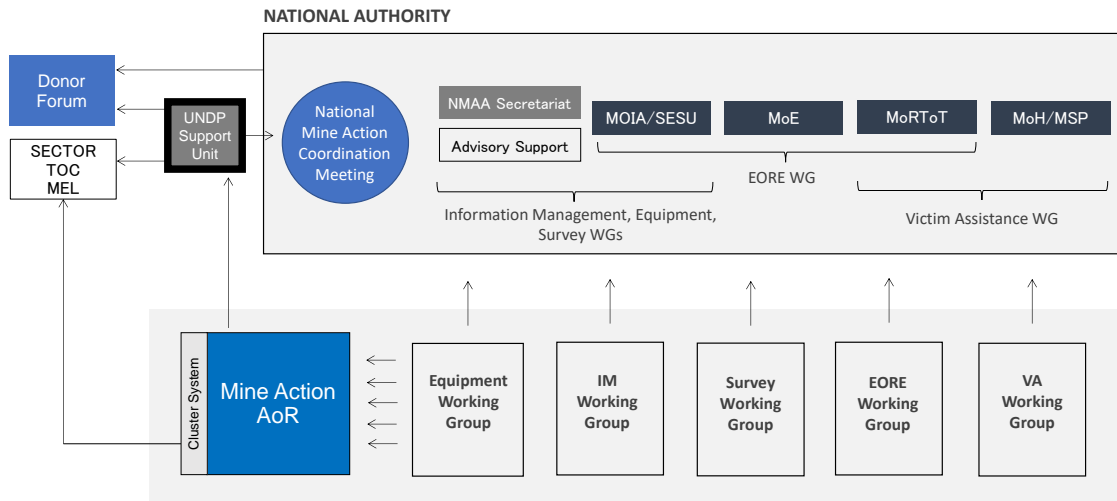 NATIONAL AUTHORITY
Donor
Forum
SECTOR
TOC
MEL
UNDP
Support
Unit
National
Mine Action
Coordination
Meeting
NMAA Secretariat
Advisory Support
MOIA/SESU
MoE
MoRToT
MoH/MSP
EORE WG
Information Management, Equipment,
Survey WGs
Victim Assistance WG
Cluster System
Mine Action
AoR
Equipment
Working
Group
IM
Working
Group
Survey
Working
Group
EORE
Working
Group
VA
Working
Group